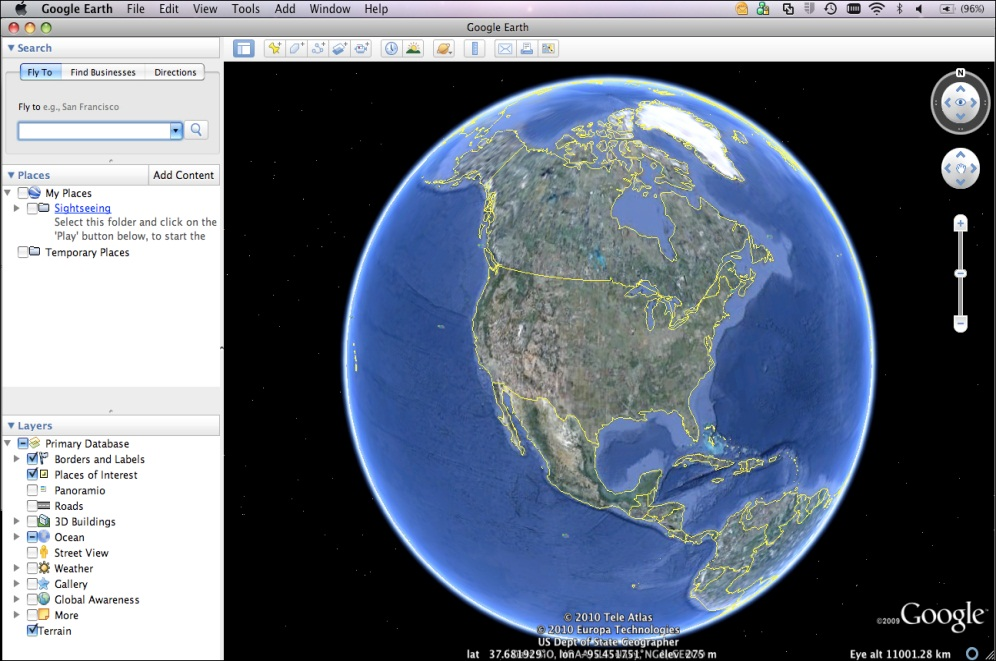 Google Earth File Edit View Tools Add Window Help (96%)
Google Earth
Search
Fly To Find Businesses Directions
Fly to e.g., San Francisco
Places Add Content
My Places
Sightseeing
Select this folder and click on the
'Play' button below, to start the
Temporary Places
Layers
Primary Database
Borders and Labels
Places of Interest
Panoramio
Roads
3D Buildings
Ocean
Street View
Weather
Gallery
Global Awareness
More
Terrain
N
© 2010 Tele Atlas
© 2010 Europa Technologies
US Dept of State Geographer
©2009 Google™
lat 37.681929° lon -95.451751° elev 275 m
Eye alt 11001.28 km